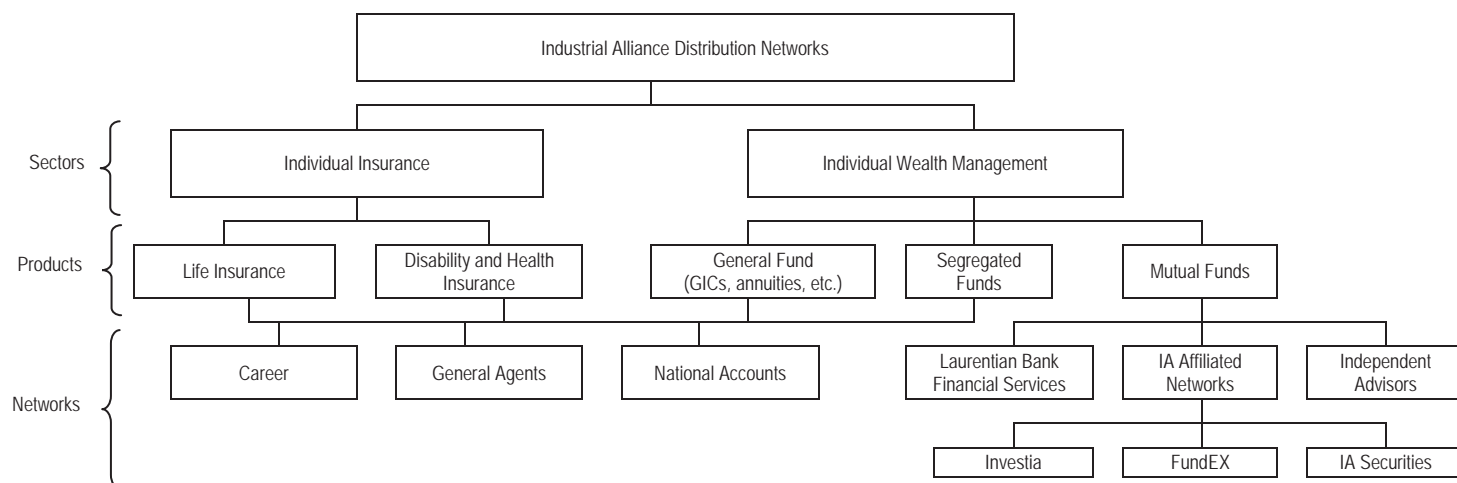 Industrial Alliance Distribution Networks
Sectors
Individual Insurance
Individual Wealth Management
Products
Life Insurance
Disability and Health
Insurance
General Fund
(GICs, annuities, etc.)
Segregated
Funds
Mutual Funds
Networks
Career
General Agents
National Accounts
Laurentian Bank
Financial Services
IA Affiliated
Networks
Independent
Advisors
Investia
FundEX
IA Securities